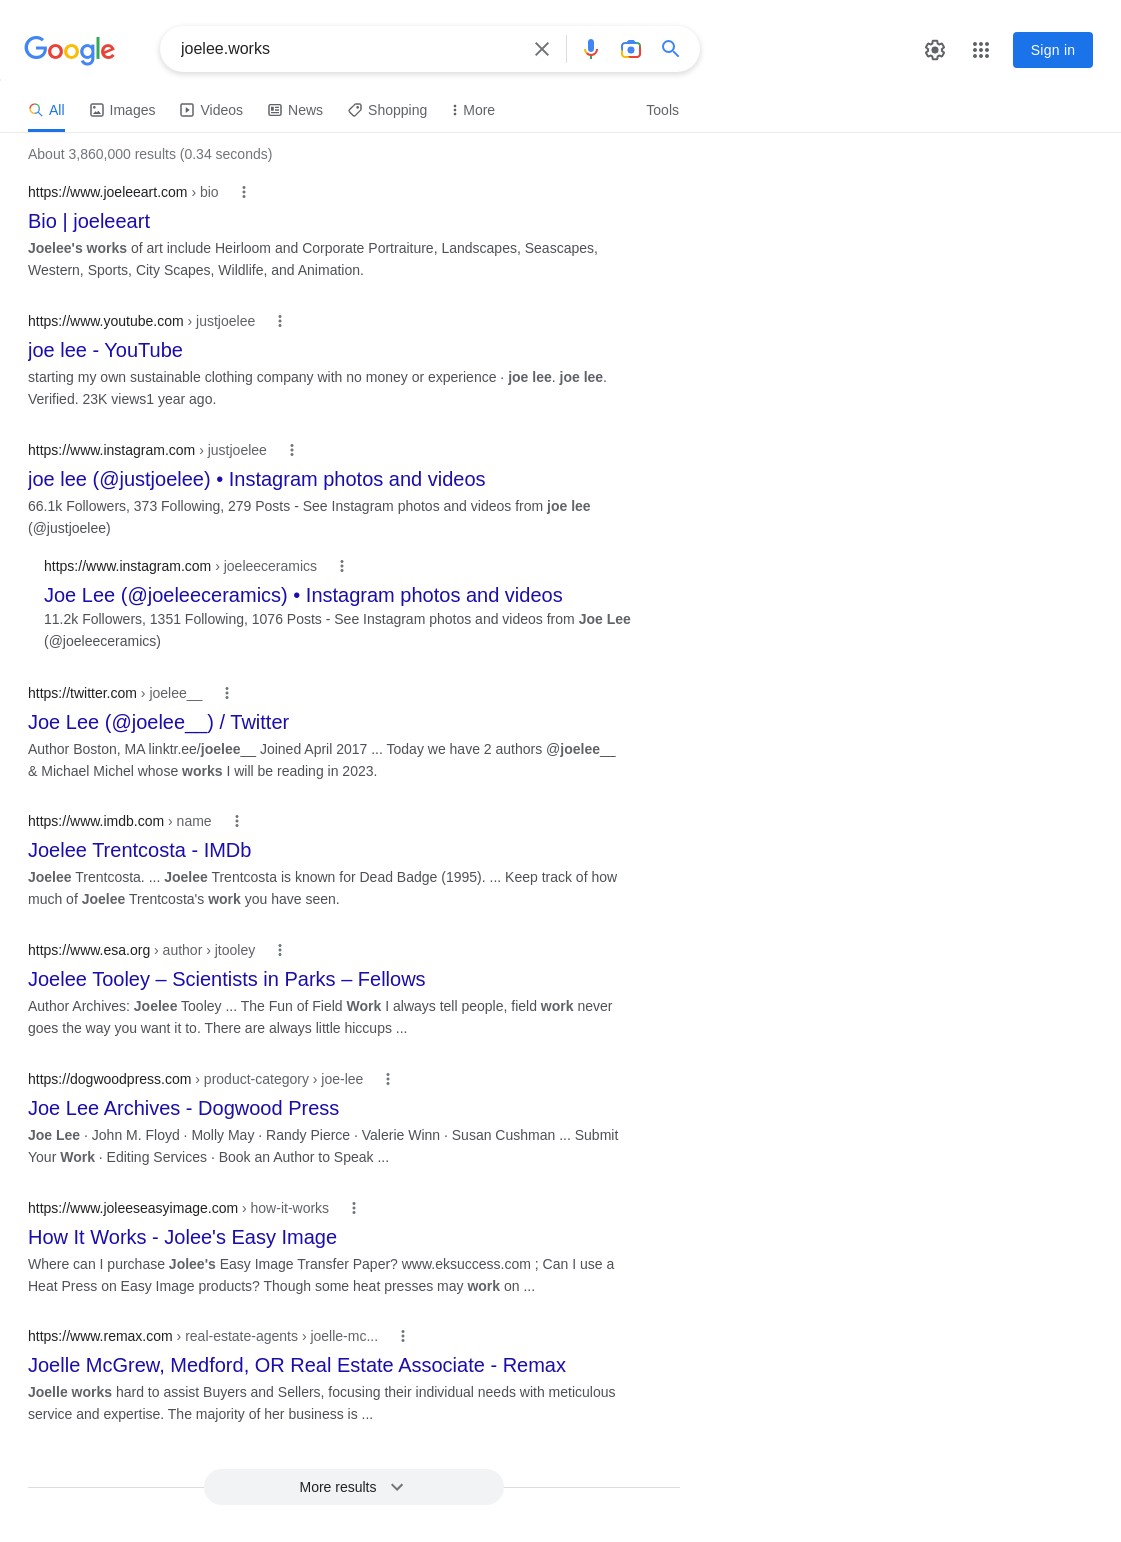 Google
joelee.works
Sign in
All Images Videos News Shopping More Tools
About 3,860,000 results (0.34 seconds)
https://www.joeleeart.com › bio
Bio | joeleeart
Joelee's works of art include Heirloom and Corporate Portraiture, Landscapes, Seascapes,
Western, Sports, City Scapes, Wildlife, and Animation.
https://www.youtube.com › justjoelee
joe lee - YouTube
starting my own sustainable clothing company with no money or experience · joe lee. joe lee.
Verified. 23K views1 year ago.
https://www.instagram.com › justjoelee
joe lee (@justjoelee) • Instagram photos and videos
66.1k Followers, 373 Following, 279 Posts - See Instagram photos and videos from joe lee
(@justjoelee)
https://www.instagram.com › joeleeceramics
Joe Lee (@joeleeceramics) • Instagram photos and videos
11.2k Followers, 1351 Following, 1076 Posts - See Instagram photos and videos from Joe Lee
(@joeleeceramics)
https://twitter.com › joelee__
Joe Lee (@joelee__) / Twitter
Author Boston, MA linktr.ee/joelee__ Joined April 2017 ... Today we have 2 authors @joelee__
& Michael Michel whose works I will be reading in 2023.
https://www.imdb.com › name
Joelee Trentcosta - IMDb
Joelee Trentcosta. ... Joelee Trentcosta is known for Dead Badge (1995). ... Keep track of how
much of Joelee Trentcosta's work you have seen.
https://www.esa.org › author › jtooley
Joelee Tooley – Scientists in Parks – Fellows
Author Archives: Joelee Tooley ... The Fun of Field Work I always tell people, field work never
goes the way you want it to. There are always little hiccups ...
https://dogwoodpress.com › product-category › joe-lee
Joe Lee Archives - Dogwood Press
Joe Lee · John M. Floyd · Molly May · Randy Pierce · Valerie Winn · Susan Cushman ... Submit
Your Work · Editing Services · Book an Author to Speak ...
https://www.joleeseasyimage.com › how-it-works
How It Works - Jolee's Easy Image
Where can I purchase Jolee's Easy Image Transfer Paper? www.eksuccess.com ; Can I use a
Heat Press on Easy Image products? Though some heat presses may work on ...
https://www.remax.com › real-estate-agents › joelle-mc...
Joelle McGrew, Medford, OR Real Estate Associate - Remax
Joelle works hard to assist Buyers and Sellers, focusing their individual needs with meticulous
service and expertise. The majority of her business is ...
More results